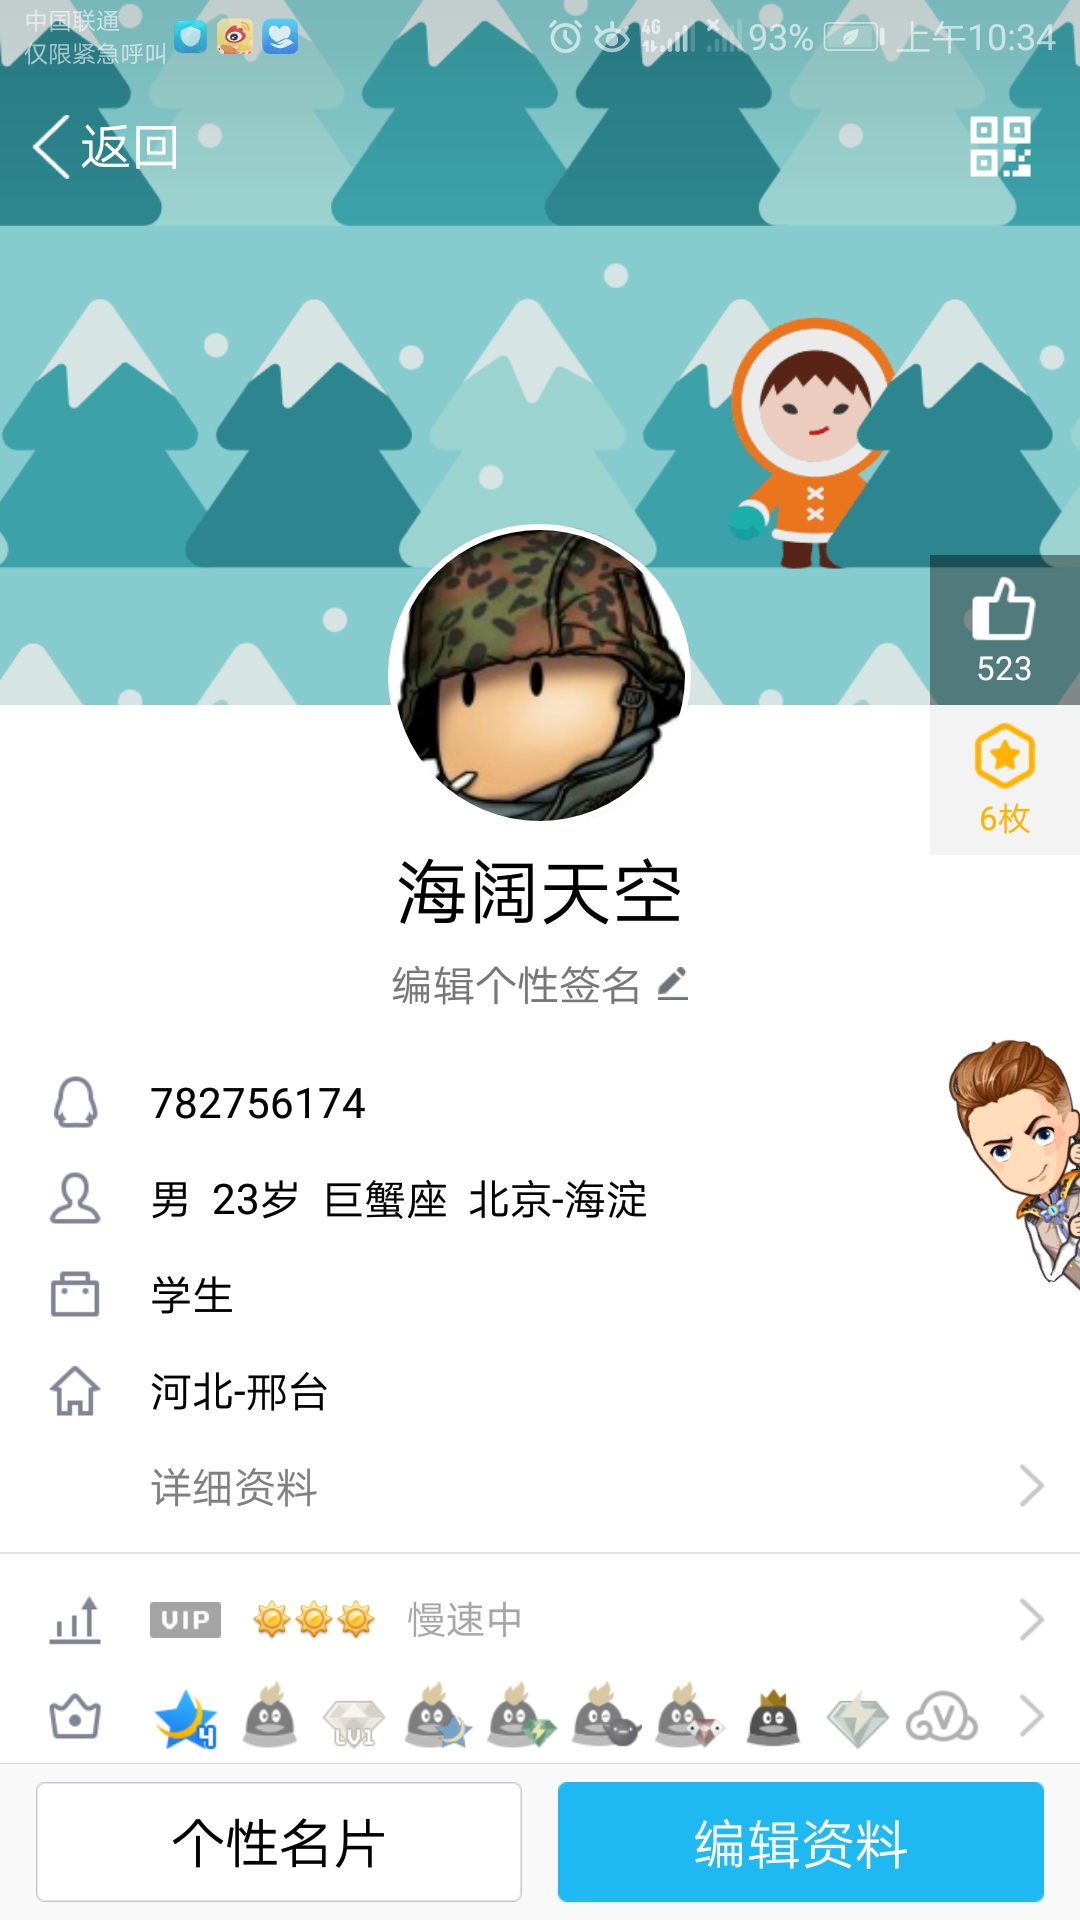 中国联通
仅限紧急呼叫
4G
93%
上午10:34
返回
523
6枚
海阔天空
编辑个性签名
782756174
男 23岁 巨蟹座 北京-海淀
学生
河北-邢台
详细资料
VIP 慢速中
4 LV1 V
个性名片
编辑资料